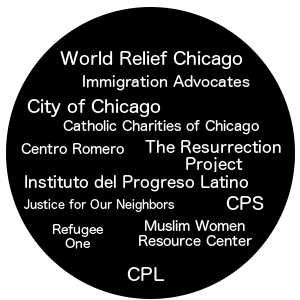 World Relief Chicago
Immigration Advocates
City of Chicago
Catholic Charities of Chicago
Centro Romero
The Resurrection
Project
Instituto del Progreso Latino
Justice for Our Neighbors
CPS
Refugee
One
Muslim Women
Resource Center
CPL